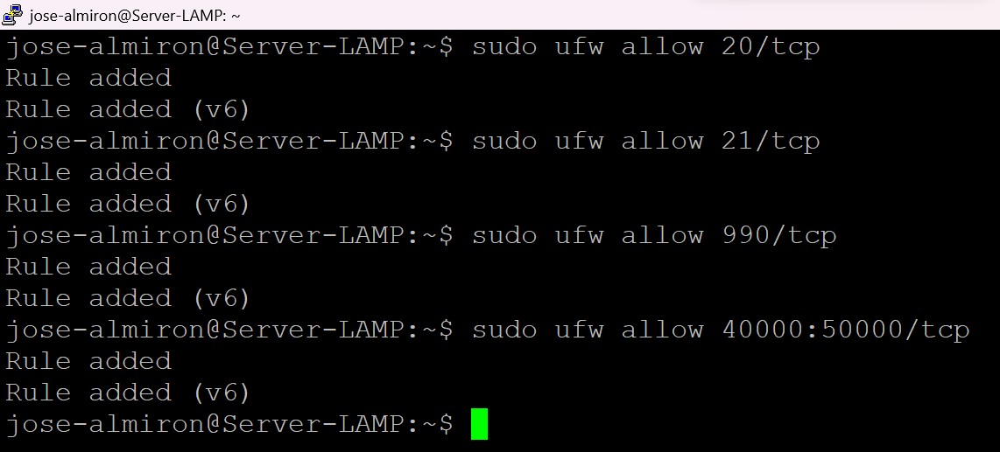 jose-almiron@Server-LAMP: ~
jose-almiron@Server-LAMP:~$ sudo ufw allow 20/tcp
Rule added
Rule added (v6)
jose-almiron@Server-LAMP:~$ sudo ufw allow 21/tcp
Rule added
Rule added (v6)
jose-almiron@Server-LAMP:~$ sudo ufw allow 990/tcp
Rule added
Rule added (v6)
jose-almiron@Server-LAMP:~$ sudo ufw allow 40000:50000/tcp
Rule added
Rule added (v6)
jose-almiron@Server-LAMP:~$